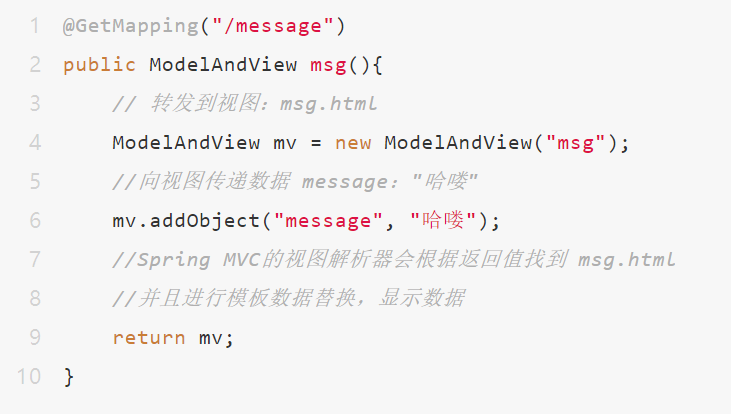 1 @GetMapping("/message")
2 public ModelAndView msg(){
3     // 转发到视图：msg.html
4     ModelAndView mv = new ModelAndView("msg");
5     //向视图传递数据 message："哈喽"
6     mv.addObject("message", "哈喽");
7     //Spring MVC的视图解析器会根据返回值找到 msg.html
8     //并且进行模板数据替换，显示数据
9     return mv;
10 }